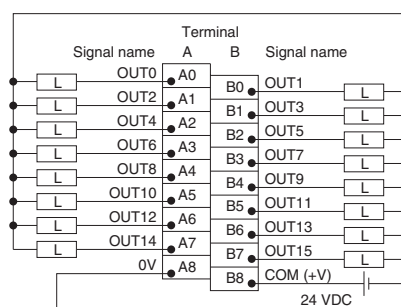 Terminal
Signal name A B Signal name
L OUT0 A0
B0 OUT1 L
L OUT2 A1
B1 OUT3 L
L OUT4 A2
B2 OUT5 L
L OUT6 A3
B3 OUT7 L
L OUT8 A4
B4 OUT9 L
L OUT10 A5
B5 OUT11 L
L OUT12 A6
B6 OUT13 L
L OUT14 A7
B7 OUT15 L
0V A8
B8 COM (+V)
24 VDC